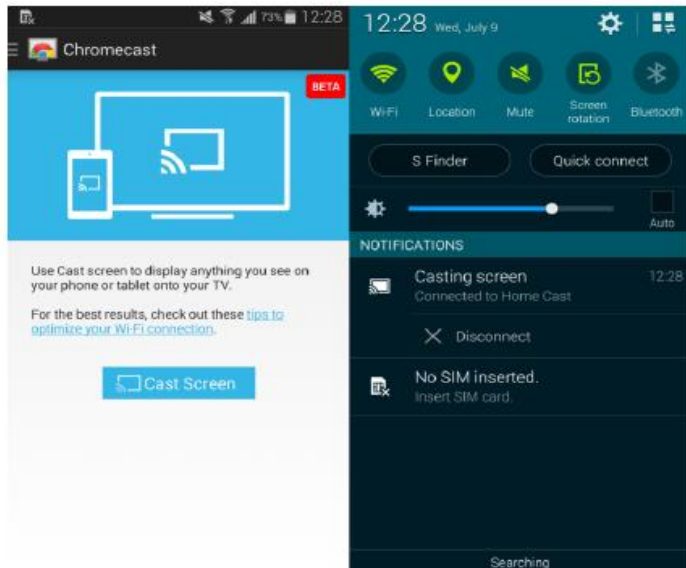 73% 12:28
Chromecast
BETA
Use Cast screen to display anything you see on
your phone or tablet onto your TV.
For the best results, check out these tips to
optimize your Wi-Fi connection.
Cast Screen
12:28 Wed, July 9
Wi-Fi
Location
Mute
Screen
rotation
Bluetooth
S Finder
Quick connect
Auto
NOTIFICATIONS
Casting screen 12:28
Connected to Home Cast
Disconnect
No SIM inserted.
Insert SIM card.
Searching